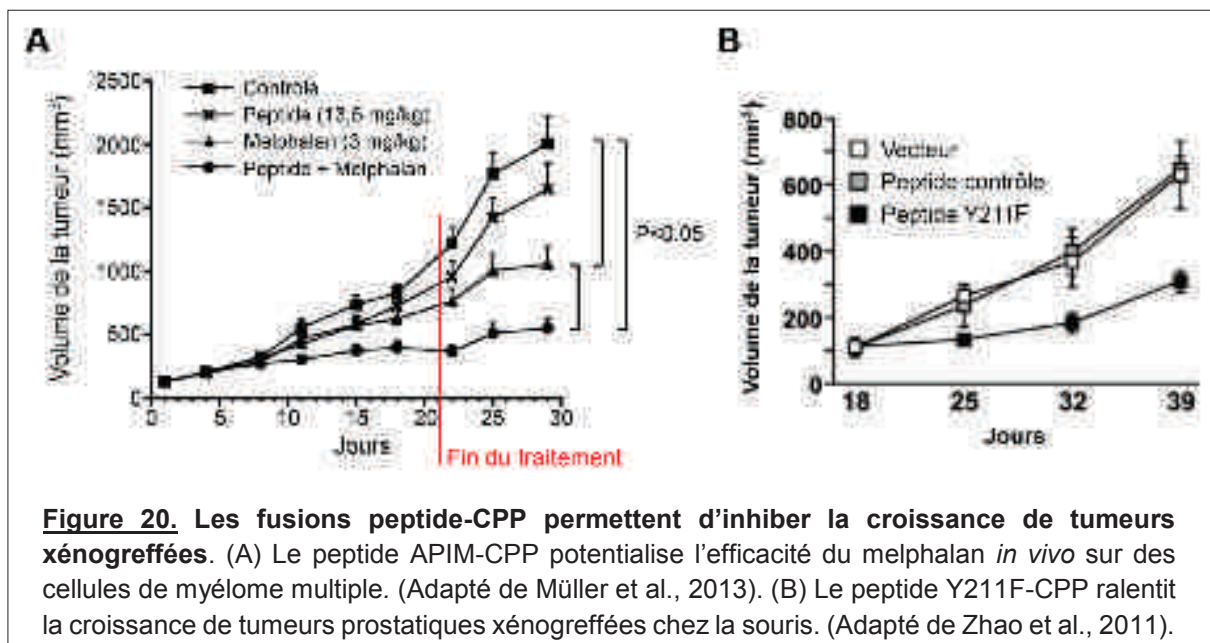 A
Volume de la tumeur (mm³)
2500
2000
1500
1000
500
0
Contrôle
Peptide (13,6 mg/kg)
Melphalan (3 mg/kg)
Peptide + Melphalan
P<0.05
0 5 10 15 20 25 30
Jours
Fin du traitement
B
Volume de la tumeur (mm³)
800
600
400
200
0
Vecteur
Peptide contrôle
Peptide Y211F
18 25 32 39
Jours
Figure 20. Les fusions peptide-CPP permettent d’inhiber la croissance de tumeurs
xénogreffées. (A) Le peptide APIM-CPP potentialise l’efficacité du melphalan in vivo sur des
cellules de myélome multiple. (Adapté de Müller et al., 2013). (B) Le peptide Y211F-CPP ralentit
la croissance de tumeurs prostatiques xénogreffées chez la souris. (Adapté de Zhao et al., 2011).